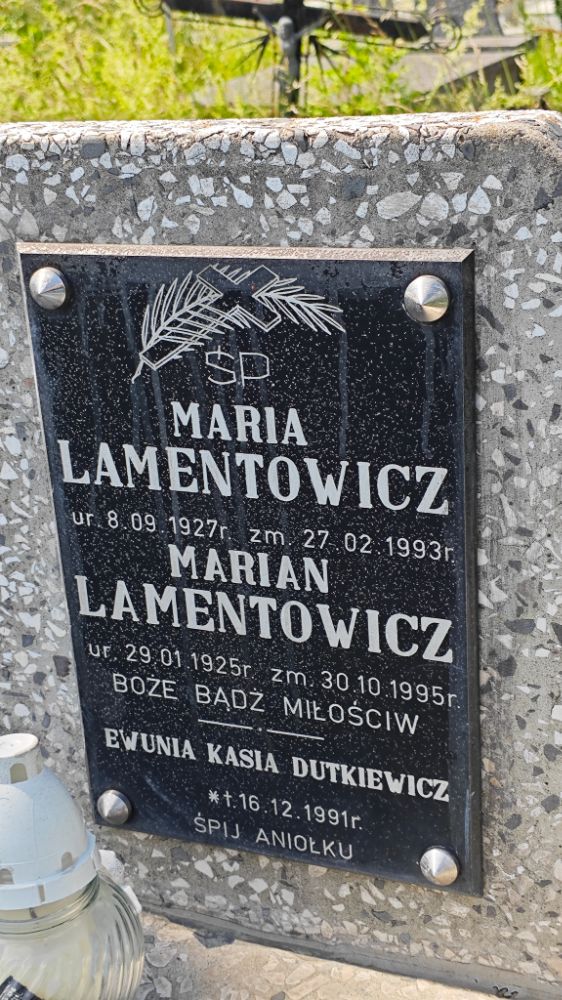 SP
MARIA
LAMENTOWICZ
ur. 8.09.1927r. zm. 27.02.1993r.
MARIAN
LAMENTOWICZ
ur. 29.01.1925r. zm. 30.10.1995r.
BOŻE BĄDŹ MIŁOŚCIW
EWUNIA KASIA DUTKIEWICZ
*†.16.12.1991r.
ŚPIJ ANIOŁKU